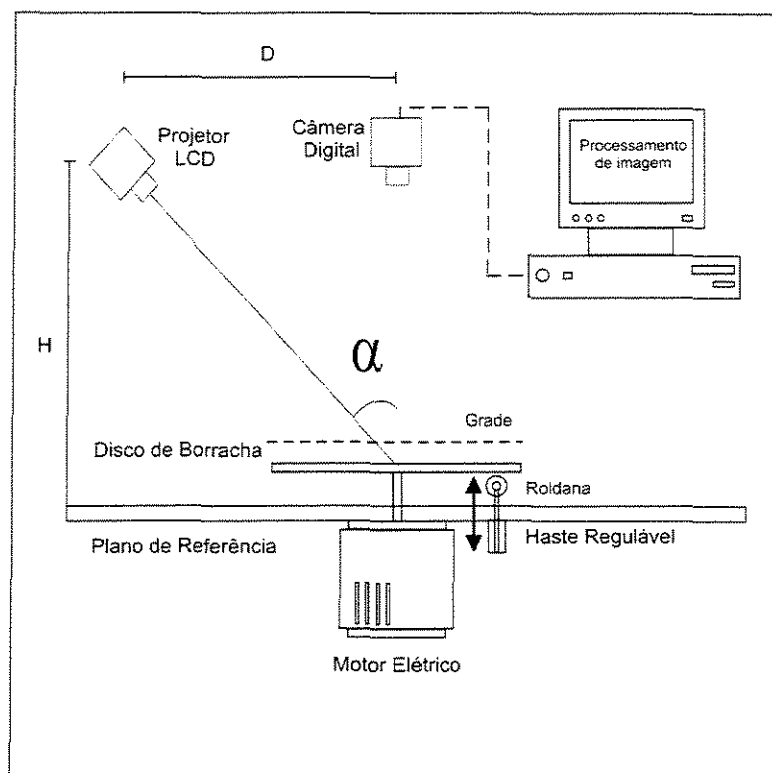 D
Projetor
LCD
Câmera
Digital
Processamento
de imagem
H
α
Grade
Disco de Borracha
Roldana
Plano de Referência
Haste Regulável
Motor Elétrico